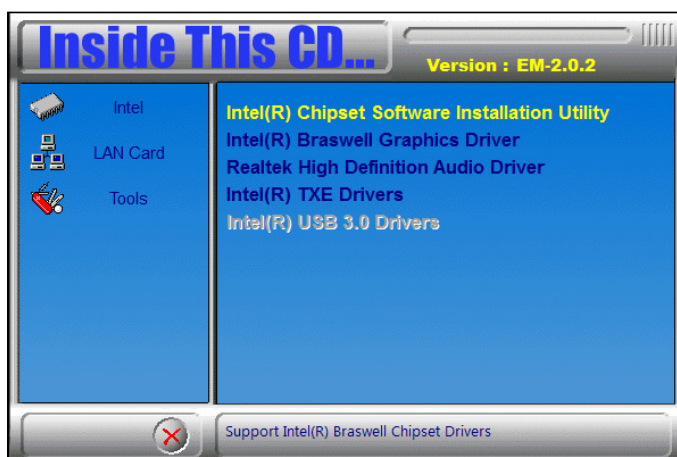 Inside This CD...
Version : EM-2.0.2
Intel
LAN Card
Tools
Intel(R) Chipset Software Installation Utility
Intel(R) Braswell Graphics Driver
Realtek High Definition Audio Driver
Intel(R) TXE Drivers
Intel(R) USB 3.0 Drivers
Support Intel(R) Braswell Chipset Drivers